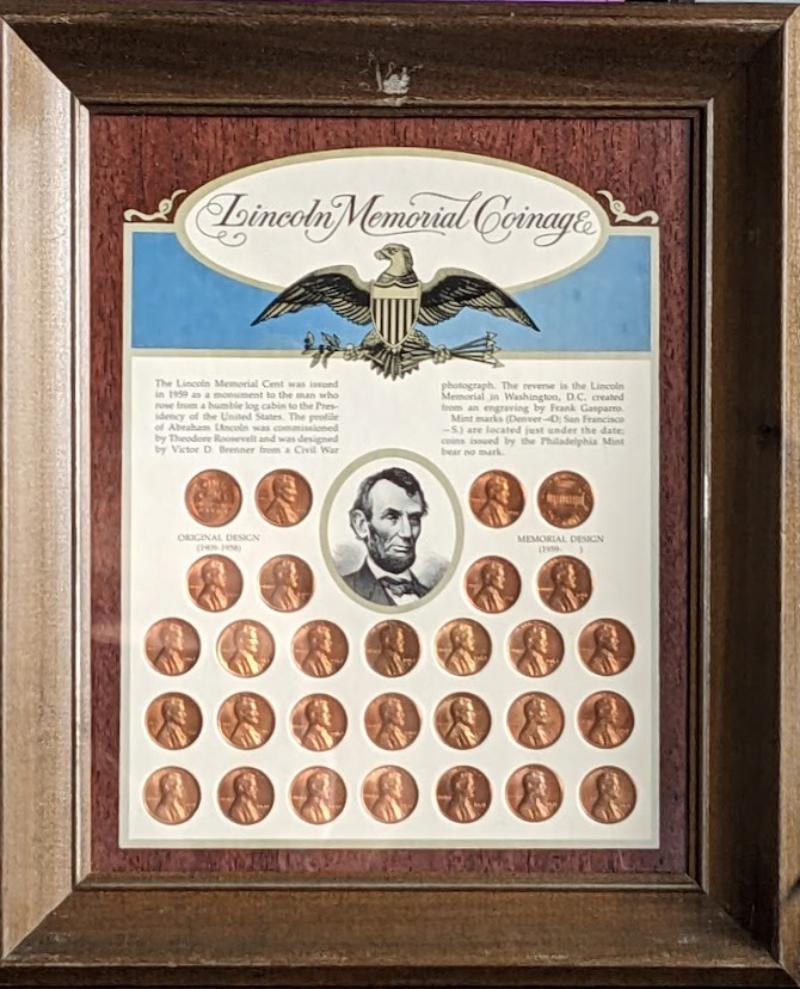 Lincoln Memorial Coinage
The Lincoln Memorial Cent was issued
in 1959 as a monument to the man who
rose from a humble log cabin to the Pres-
idency of the United States. The profile
of Abraham Lincoln was commissioned
by Theodore Roosevelt and was designed
by Victor D. Brenner from a Civil War
photograph. The reverse is the Lincoln
Memorial in Washington, D.C. created
from an engraving by Frank Gasparro.
Mint marks (Denver—D; San Francisco
—S.) are located just under the date;
coins issued by the Philadelphia Mint
bear no mark.
ORIGINAL DESIGN
(1909-1958)
MEMORIAL DESIGN
(1959- )